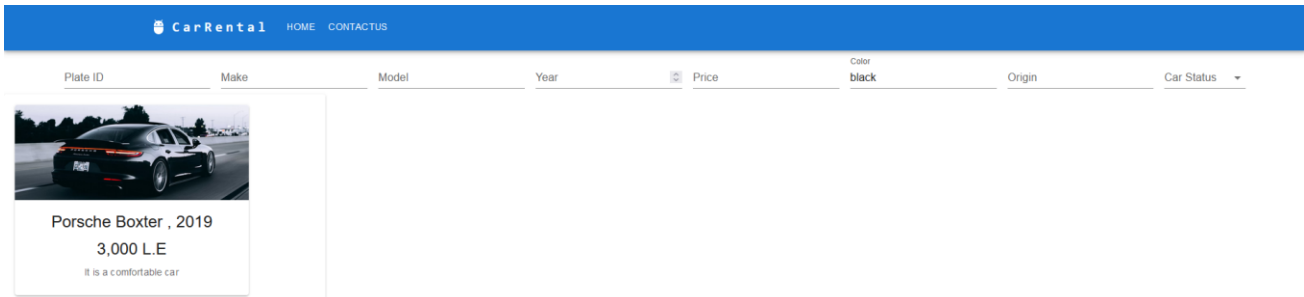 CarRental HOME CONTACTUS
Color
Plate ID Make Model Year Price black Origin Car Status
Porsche Boxter , 2019
3,000 L.E
It is a comfortable car